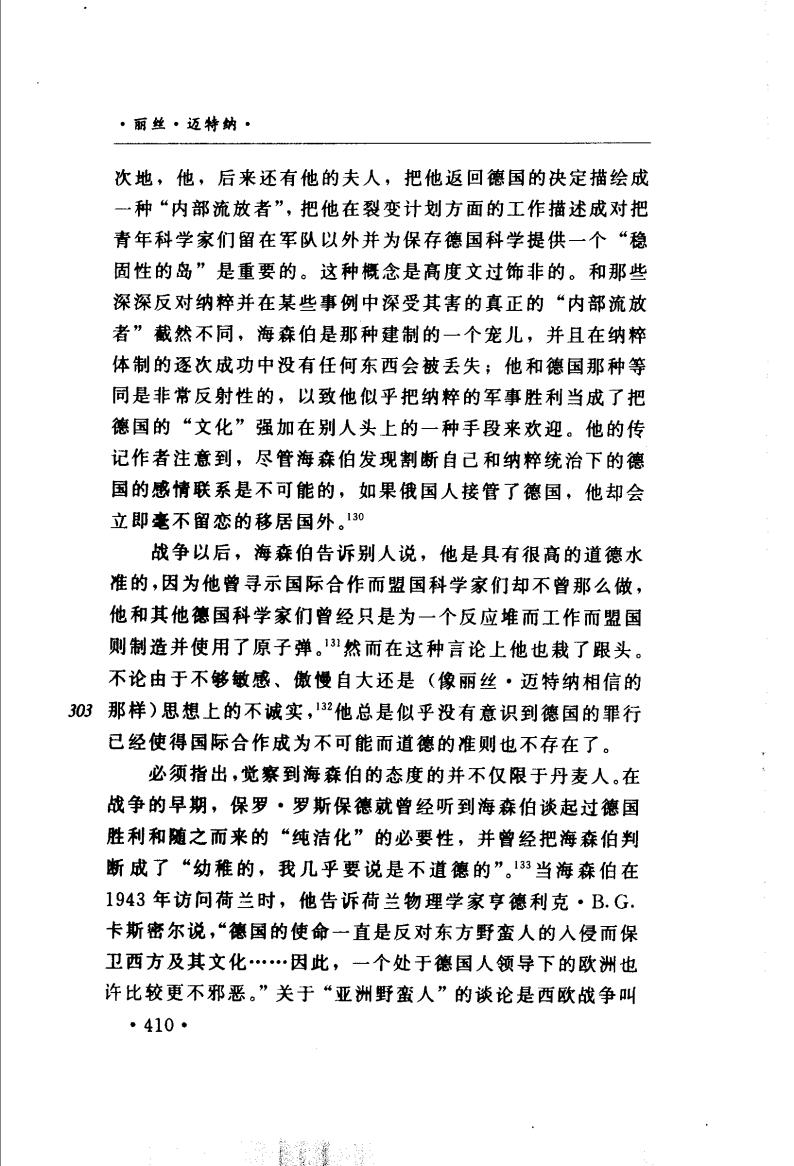 ·丽丝·迈特纳·
次地，他，后来还有他的夫人，把他返回德国的决定描绘成
一种“内部流放者”，把他在裂变计划方面的工作描述成对把
青年科学家们留在军队以外并为保存德国科学提供一个“稳
固性的岛”是重要的。这种概念是高度文过饰非的。和那些
深深反对纳粹并在某些事例中深受其害的真正的“内部流放
者”截然不同，海森伯是那种建制的一个宠儿，并且在纳粹
体制的逐次成功中没有任何东西会被丢失；他和德国那种等
同是非常反射性的，以致他似乎把纳粹的军事胜利当成了把
德国的“文化”强加在别人头上的一种手段来欢迎。他的传
记作者注意到，尽管海森伯发现割断自己和纳粹统治下的德
国的感情联系是不可能的，如果俄国人接管了德国，他却会
立即毫不留恋的移居国外。¹³⁰
战争以后，海森伯告诉别人说，他是具有很高的道德水
准的，因为他曾寻示国际合作而盟国科学家们却不曾那么做，
他和其他德国科学家们曾经只是为一个反应堆而工作而盟国
则制造并使用了原子弹。¹³¹然而在这种言论上他也栽了跟头。
不论由于不够敏感、傲慢自大还是（像丽丝·迈特纳相信的
303 那样）思想上的不诚实，¹³²他总是似乎没有意识到德国的罪行
已经使得国际合作成为不可能而道德的准则也不存在了。
必须指出，觉察到海森伯的态度的并不仅限于丹麦人。在
战争的早期，保罗·罗斯保德就曾经听到海森伯谈起过德国
胜利和随之而来的“纯洁化”的必要性，并曾经把海森伯判
断成了“幼稚的，我几乎要说是不道德的”。¹³³当海森伯在
1943年访问荷兰时，他告诉荷兰物理学家亨德利克·B.G.
卡斯密尔说，“德国的使命一直是反对东方野蛮人的入侵而保
卫西方及其文化……因此，一个处于德国人领导下的欧洲也
许比较更不邪恶。”关于“亚洲野蛮人”的谈论是西欧战争叫
·410·